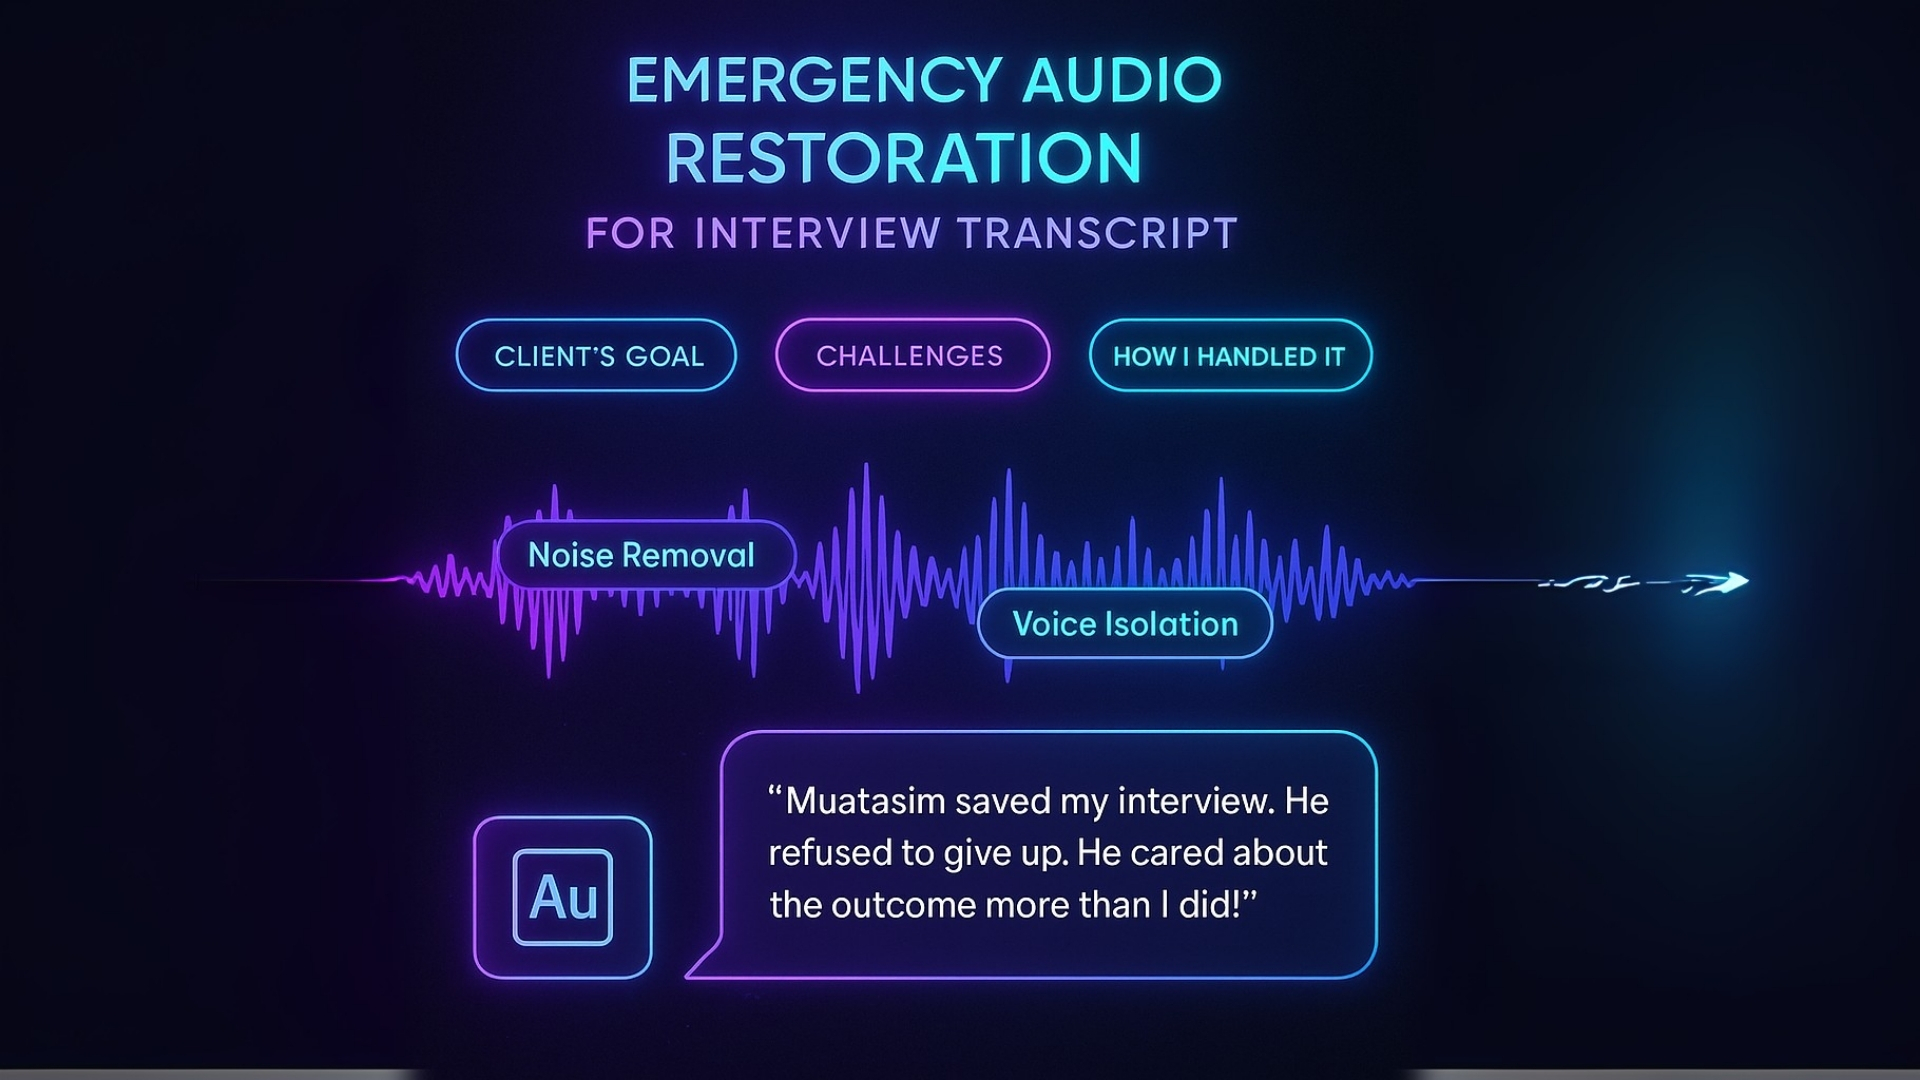 EMERGENCY AUDIO
RESTORATION
FOR INTERVIEW TRANSCRIPT
CLIENT’S GOAL
CHALLENGES
HOW I HANDLED IT
Noise Removal
Voice Isolation
Au
“Muatasim saved my interview. He
refused to give up. He cared about
the outcome more than I did!”